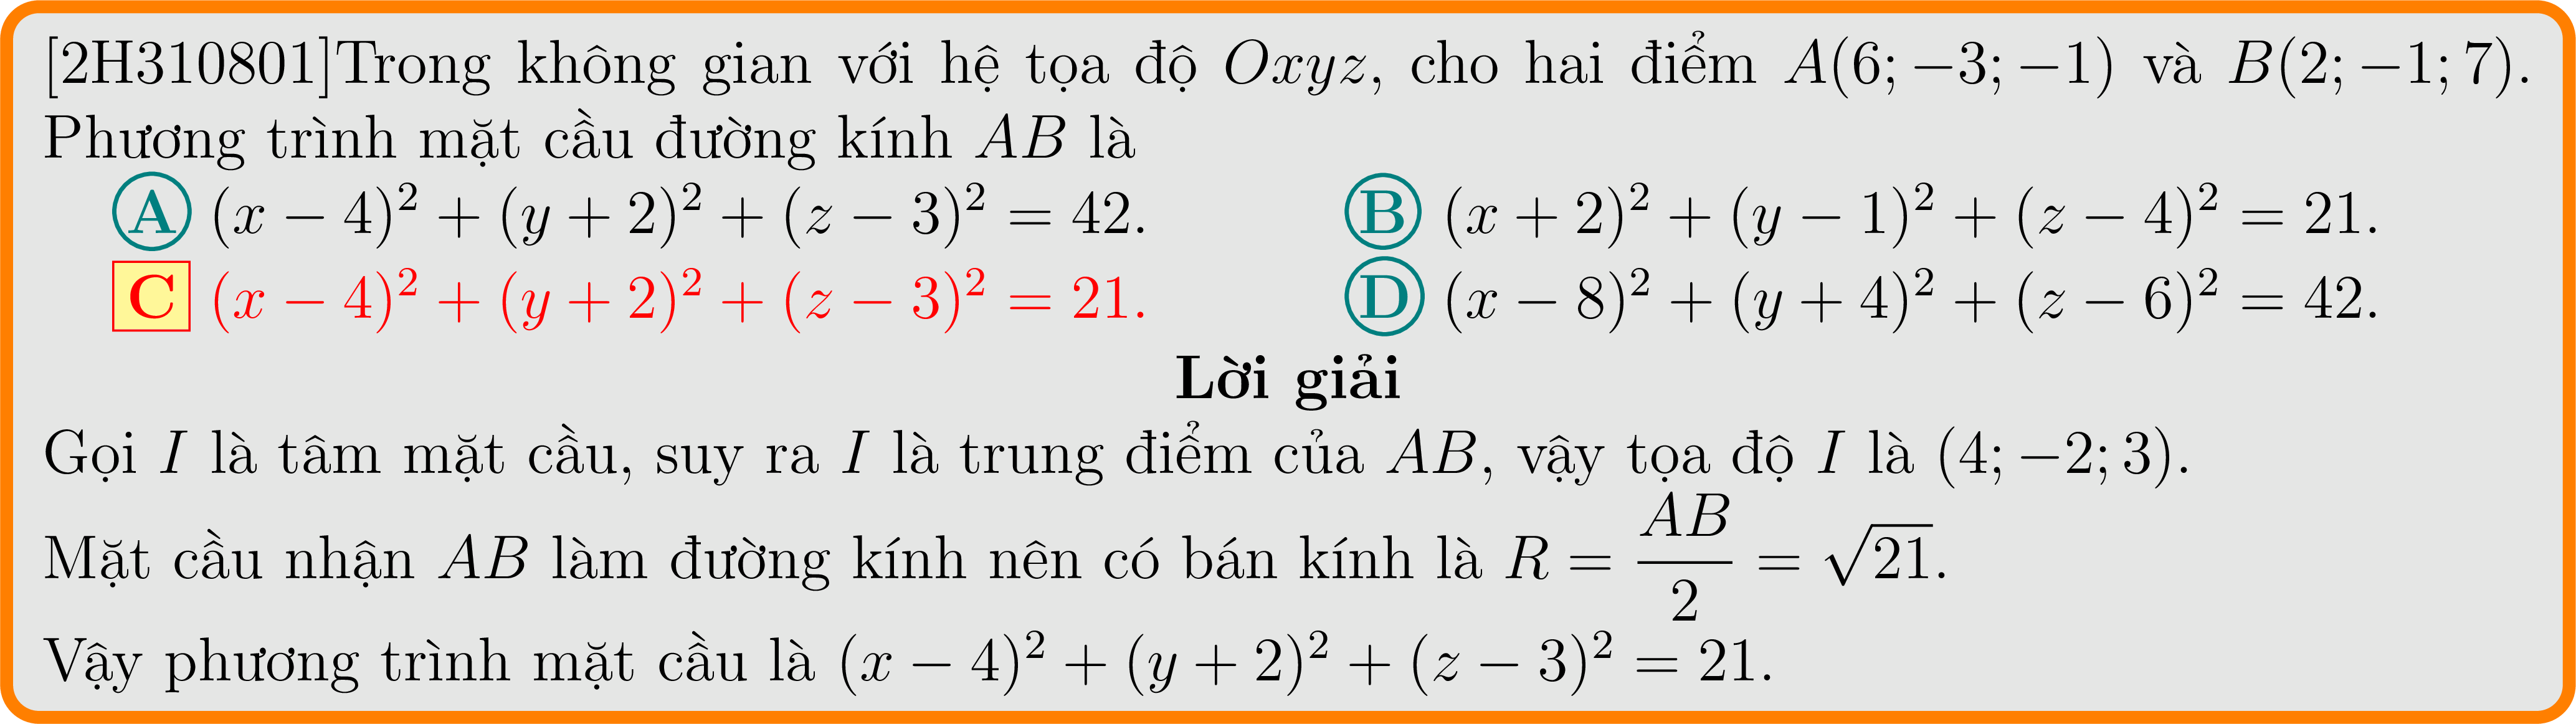 [2H310801]Trong không gian với hệ tọa độ Oxyz, cho hai điểm A(6; −3; −1) và B(2; −1; 7).
Phương trình mặt cầu đường kính AB là
A (x − 4)² + (y + 2)² + (z − 3)² = 42. B (x + 2)² + (y − 1)² + (z − 4)² = 21.
C (x − 4)² + (y + 2)² + (z − 3)² = 21. D (x − 8)² + (y + 4)² + (z − 6)² = 42.
Lời giải
Gọi I là tâm mặt cầu, suy ra I là trung điểm của AB, vậy tọa độ I là (4; −2; 3).
Mặt cầu nhận AB làm đường kính nên có bán kính là R = AB/2 = √21.
Vậy phương trình mặt cầu là (x − 4)² + (y + 2)² + (z − 3)² = 21.